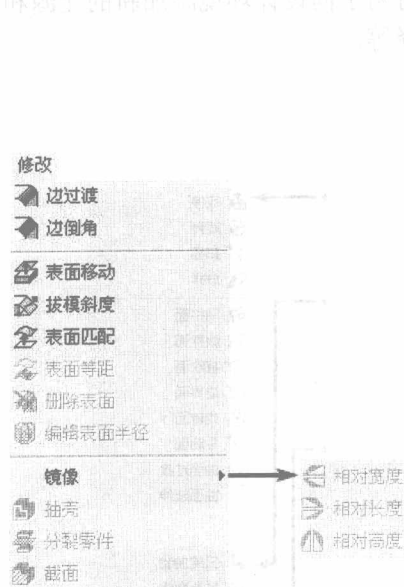 修改
边过渡
边倒角
表面移动
拔模斜度
表面匹配
表面等距
删除表面
编辑表面半径
镜像
相对宽度
抽壳
相对长度
分裂零件
相对高度
截面